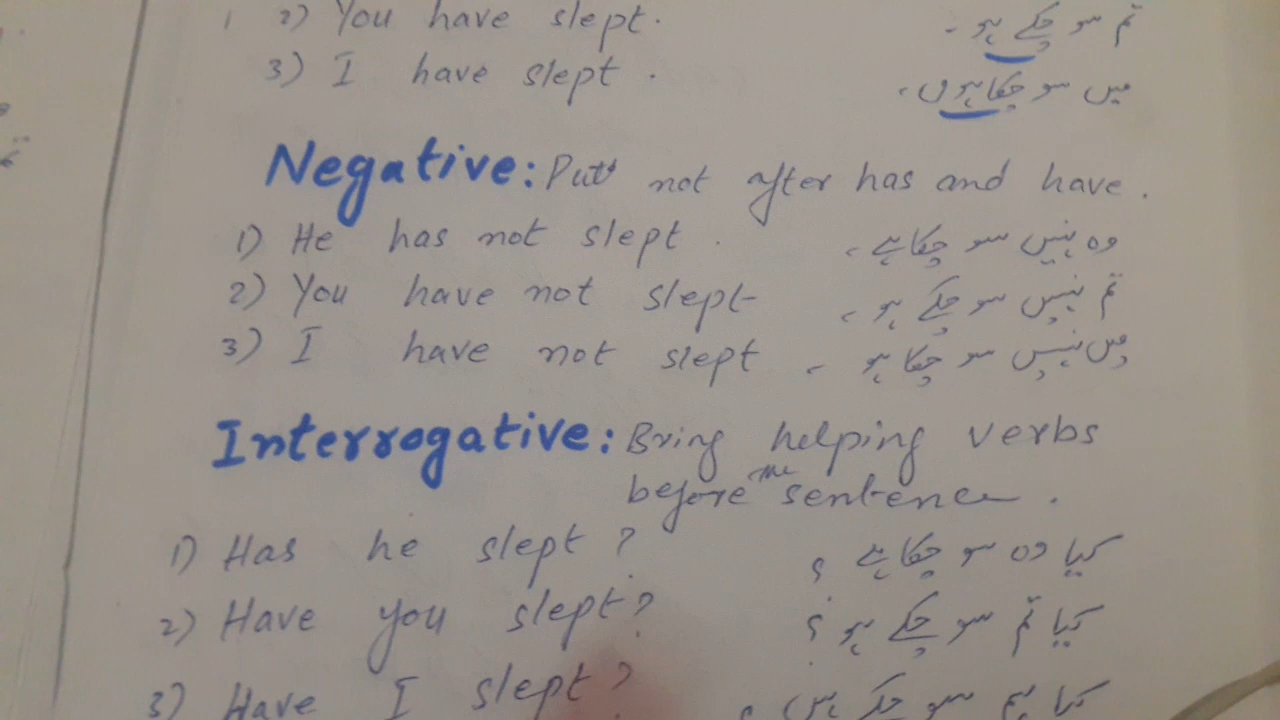 2) You have slept. تم سو چکے ہو۔
3) I have slept. میں سو چکا ہوں۔
Negative: Put not after has and have.
1) He has not slept. وہ نہیں سو چکا ہے۔
2) You have not slept تم نہیں سو چکے ہو۔
3) I have not slept میں نہیں سو چکا ہو۔
Interrogative: Bring helping verbs
before the sentence.
1) Has he slept? کیا وہ سو چکا ہے؟
2) Have you slept? کیا تم سو چکے ہو؟
3) Have I slept? کیا سو چکے ہیں